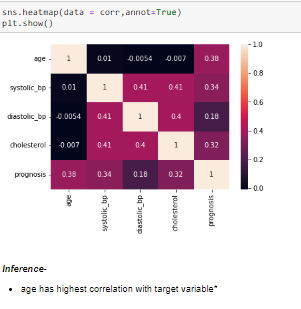 sns.heatmap(data = corr,annot=True)
plt.show()
age 1 0.01 -0.0054 -0.007 0.38
systolic_bp 0.01 1 0.41 0.41 0.34
diastolic_bp -0.0054 0.41 1 0.4 0.18
cholesterol -0.007 0.41 0.4 1 0.32
prognosis 0.38 0.34 0.18 0.32 1
age systolic_bp diastolic_bp cholesterol prognosis
1.0
0.8
0.6
0.4
0.2
0.0
Inference-
• age has highest correlation with target variable*